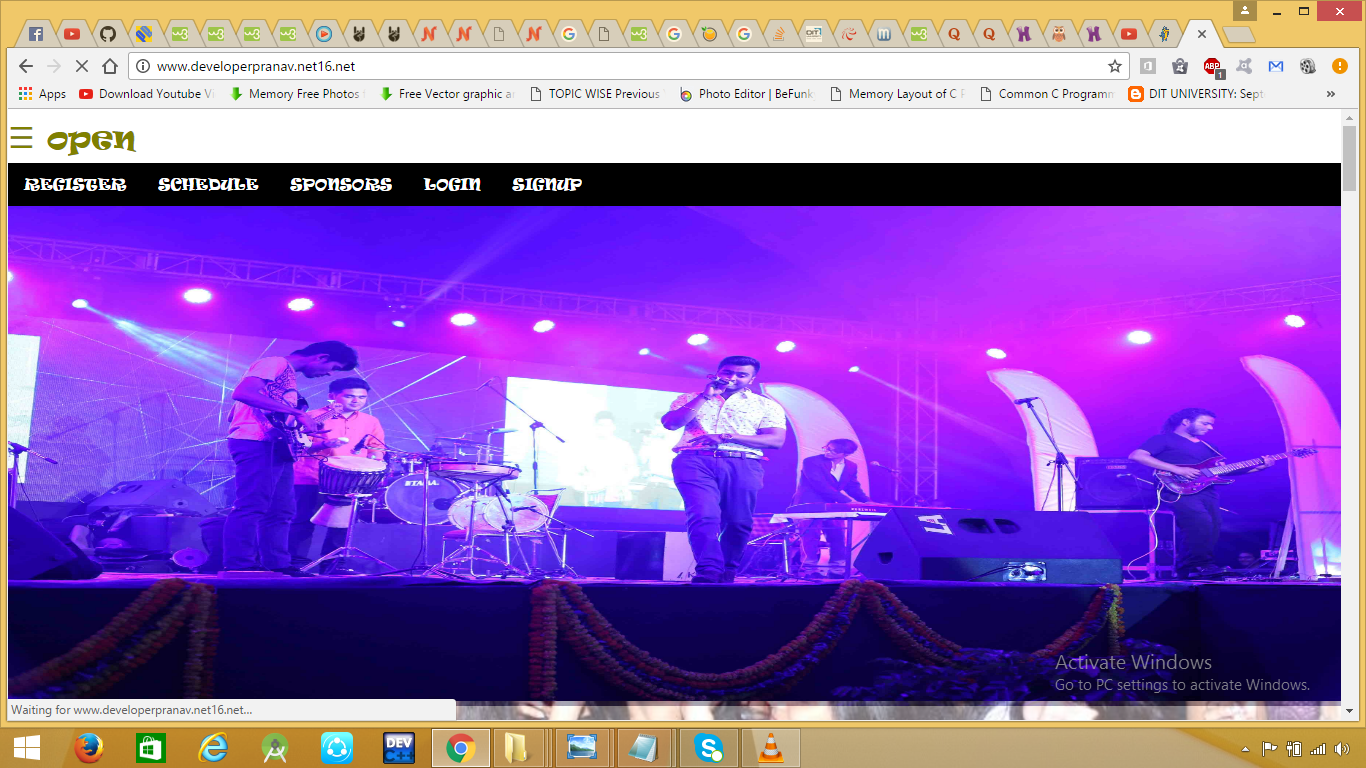 www.developerpranav.net16.net
Apps Download Youtube Vi Memory Free Photos Free Vector graphic ar TOPIC WISE Previous Photo Editor | BeFunk Memory Layout of C P Common C Programm DIT UNIVERSITY: Sept »
☰ open
REGISTER SCHEDULE SPONSORS LOGIN SIGNUP
TAMA
Activate Windows
Go to PC settings to activate Windows.
Waiting for www.developerpranav.net16.net...
DEV
C++